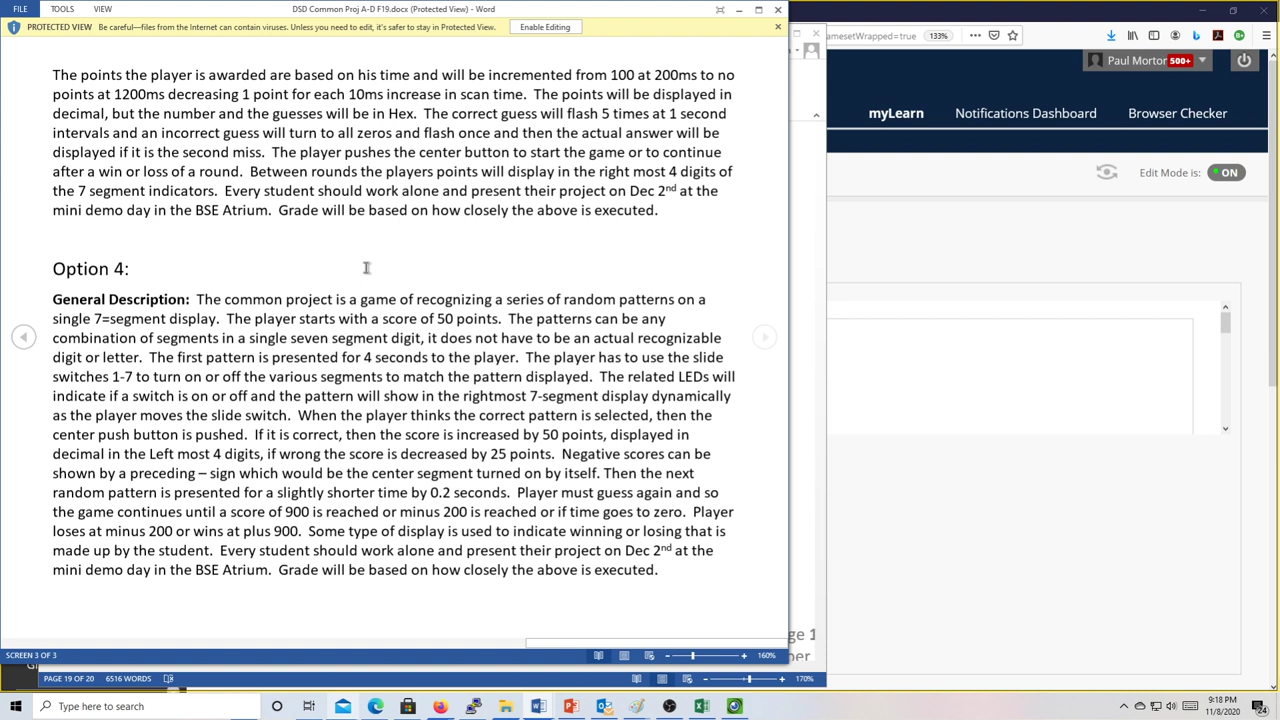 FILE TOOLS VIEW DSD Common Proj A-D F19.docx (Protected View) - Word
PROTECTED VIEW Be careful—files from the Internet can contain viruses. Unless you need to edit, it's safer to stay in Protected View. Enable Editing
The points the player is awarded are based on his time and will be incremented from 100 at 200ms to no
points at 1200ms decreasing 1 point for each 10ms increase in scan time. The points will be displayed in
decimal, but the number and the guesses will be in Hex. The correct guess will flash 5 times at 1 second
intervals and an incorrect guess will turn to all zeros and flash once and then the actual answer will be
displayed if it is the second miss. The player pushes the center button to start the game or to continue
after a win or loss of a round. Between rounds the players points will display in the right most 4 digits of
the 7 segment indicators. Every student should work alone and present their project on Dec 2nd at the
mini demo day in the BSE Atrium. Grade will be based on how closely the above is executed.
Option 4:
General Description: The common project is a game of recognizing a series of random patterns on a
single 7=segment display. The player starts with a score of 50 points. The patterns can be any
combination of segments in a single seven segment digit, it does not have to be an actual recognizable
digit or letter. The first pattern is presented for 4 seconds to the player. The player has to use the slide
switches 1-7 to turn on or off the various segments to match the pattern displayed. The related LEDs will
indicate if a switch is on or off and the pattern will show in the rightmost 7-segment display dynamically
as the player moves the slide switch. When the player thinks the correct pattern is selected, then the
center push button is pushed. If it is correct, then the score is increased by 50 points, displayed in
decimal in the Left most 4 digits, if wrong the score is decreased by 25 points. Negative scores can be
shown by a preceding – sign which would be the center segment turned on by itself. Then the next
random pattern is presented for a slightly shorter time by 0.2 seconds. Player must guess again and so
the game continues until a score of 900 is reached or minus 200 is reached or if time goes to zero. Player
loses at minus 200 or wins at plus 900. Some type of display is used to indicate winning or losing that is
made up by the student. Every student should work alone and present their project on Dec 2nd at the
mini demo day in the BSE Atrium. Grade will be based on how closely the above is executed.
SCREEN 3 OF 3 160%
PAGE 19 OF 20 6516 WORDS 170%
amesetWrapped=true 133%
Paul Mortor 500+
myLearn Notifications Dashboard Browser Checker
Edit Mode is: ON
ge 1
Type here to search
9:18 PM
11/8/2020
24